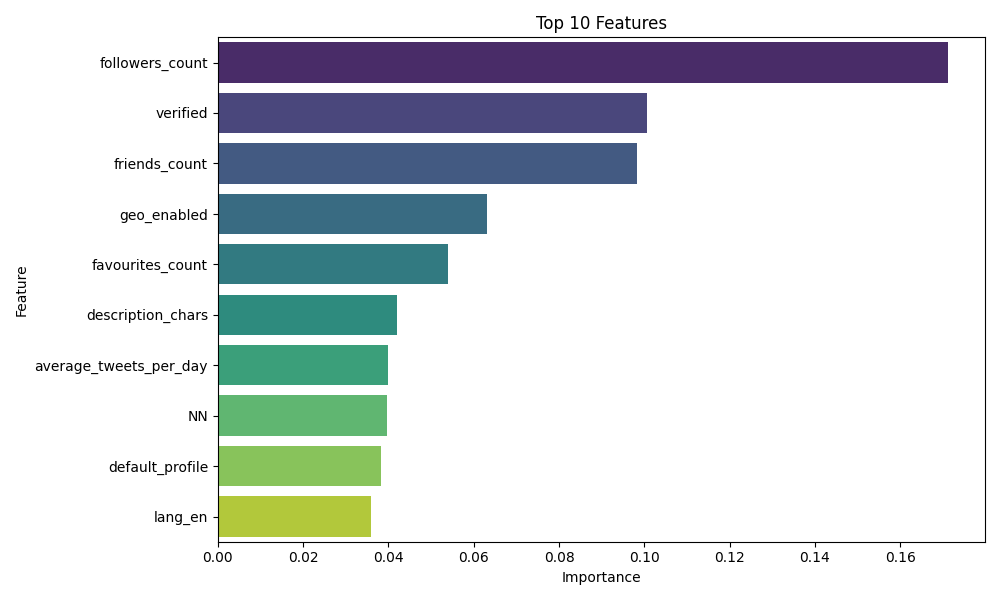 Top 10 Features
followers_count
verified
friends_count
geo_enabled
favourites_count
description_chars
average_tweets_per_day
NN
default_profile
lang_en
Feature
0.00 0.02 0.04 0.06 0.08 0.10 0.12 0.14 0.16
Importance